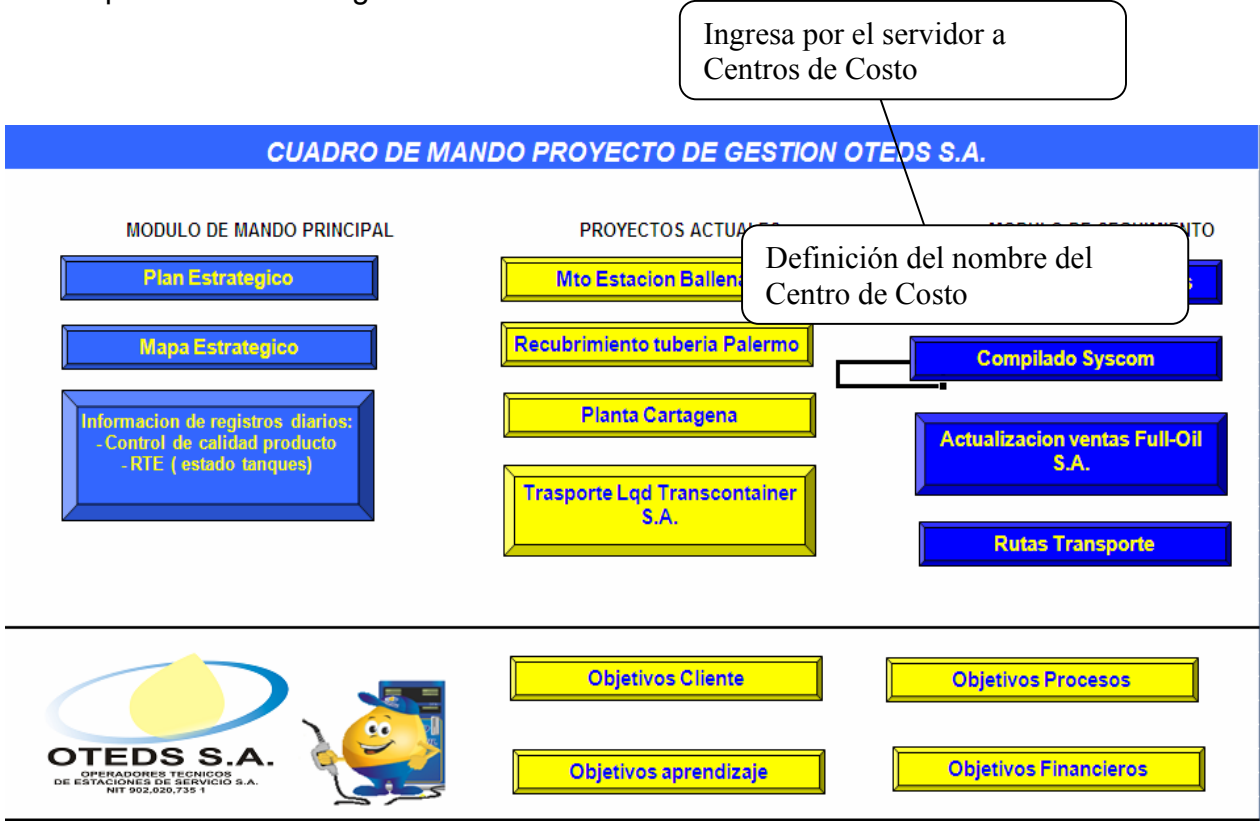 Ingresa por el servidor a
Centros de Costo
CUADRO DE MANDO PROYECTO DE GESTION OTEDS S.A.
MODULO DE MANDO PRINCIPAL
Plan Estrategico
Mapa Estrategico
Informacion de registros diarios:
- Control de calidad producto
- RTE ( estado tanques)
PROYECTOS ACTUALES
Mto Estacion Ballena
Recubrimiento tuberia Palermo
Planta Cartagena
Trasporte Lqd Transcontainer
S.A.
MODULO DE SEGUIMIENTO
Definición del nombre del
Centro de Costo
Compilado Syscom
Actualizacion ventas Full-Oil
S.A.
Rutas Transporte
OTEDS S.A.
OPERADORES TECNICOS
DE ESTACIONES DE SERVICIO S.A.
NIT 902,020,735 1
Objetivos Cliente
Objetivos Procesos
Objetivos aprendizaje
Objetivos Financieros